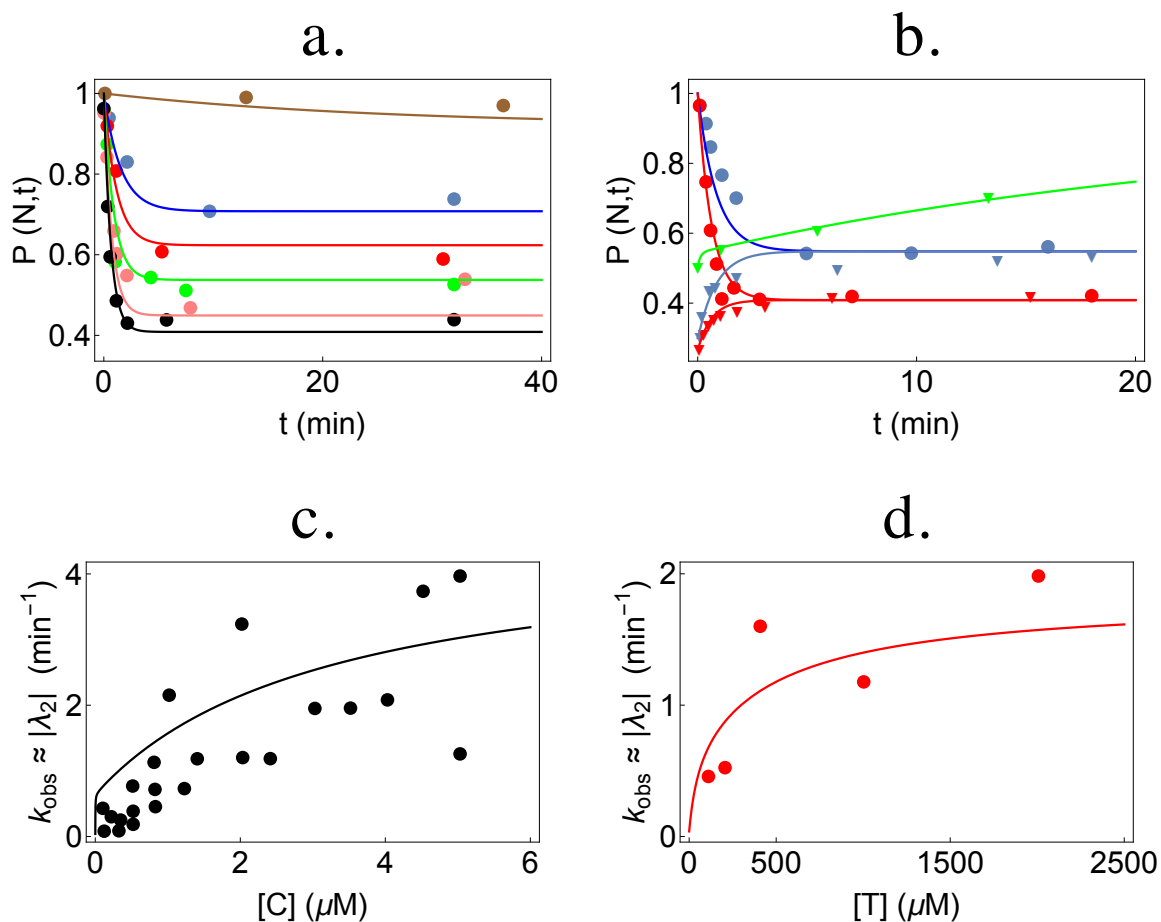 a.
P (N,t)
1
0.8
0.6
0.4
0
20
40
t (min)
b.
P (N,t)
1
0.8
0.6
0.4
0
10
20
t (min)
c.
k_obs ≈ |λ₂| (min⁻¹)
4
2
0
0
2
4
6
[C] (μM)
d.
k_obs ≈ |λ₂| (min⁻¹)
2
1
0
0
500
1500
2500
[T] (μM)